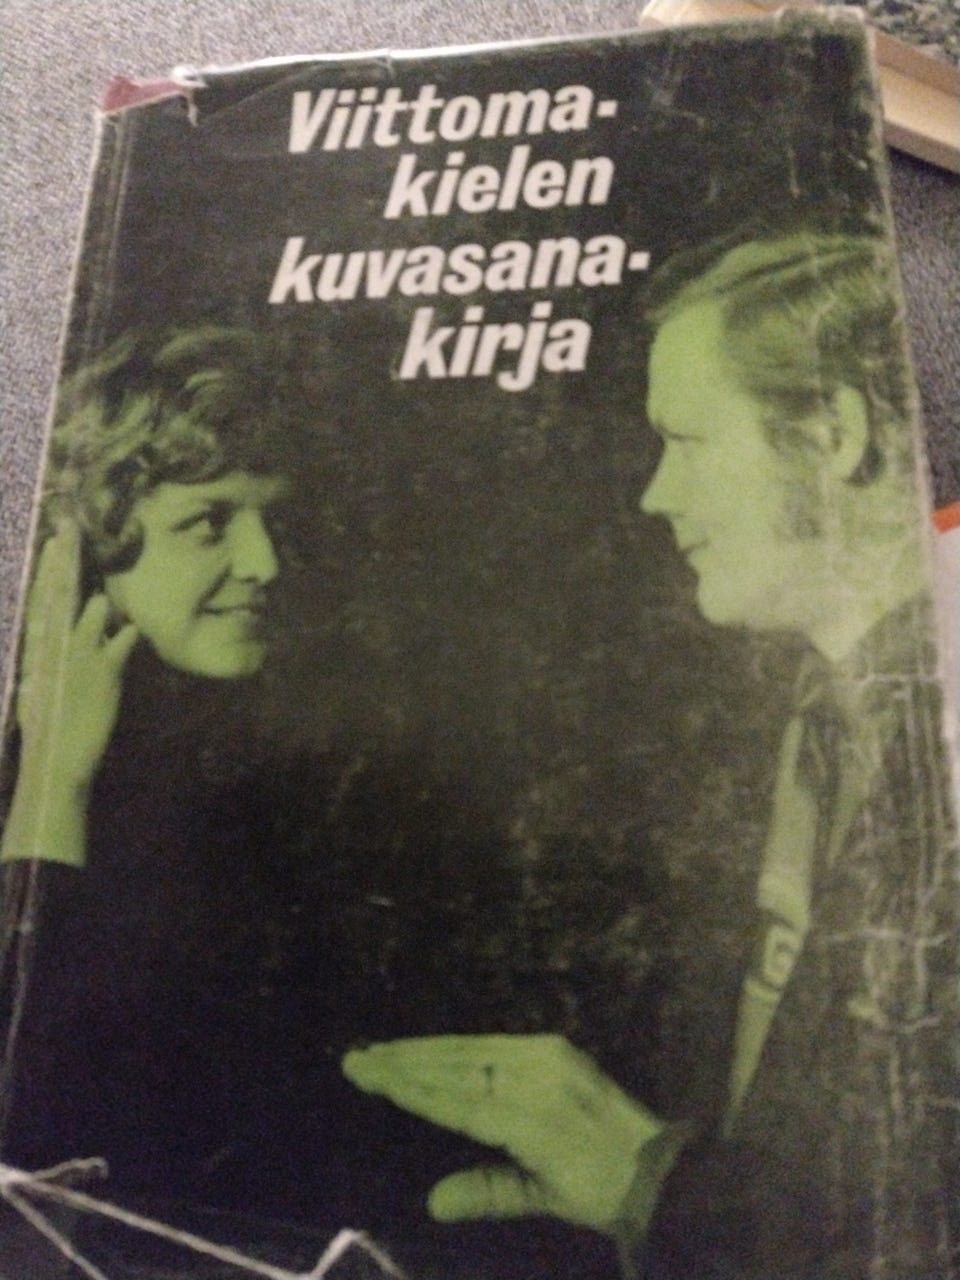 Viittoma-
kielen
kuvasana-
kirja